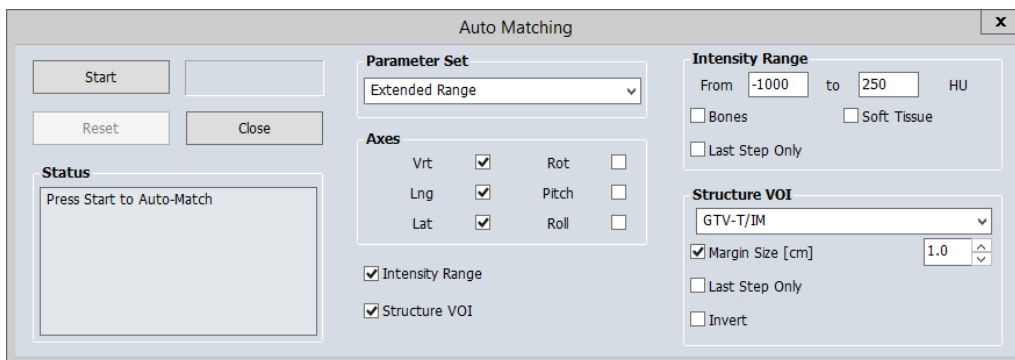 Auto Matching
x
Start
Reset
Close
Status
Press Start to Auto-Match
Parameter Set
Extended Range
Axes
Vrt Rot
Lng Pitch
Lat Roll
Intensity Range
Structure VOI
Intensity Range
From -1000 to 250 HU
Bones Soft Tissue
Last Step Only
Structure VOI
GTV-T/IM
Margin Size [cm] 1.0
Last Step Only
Invert